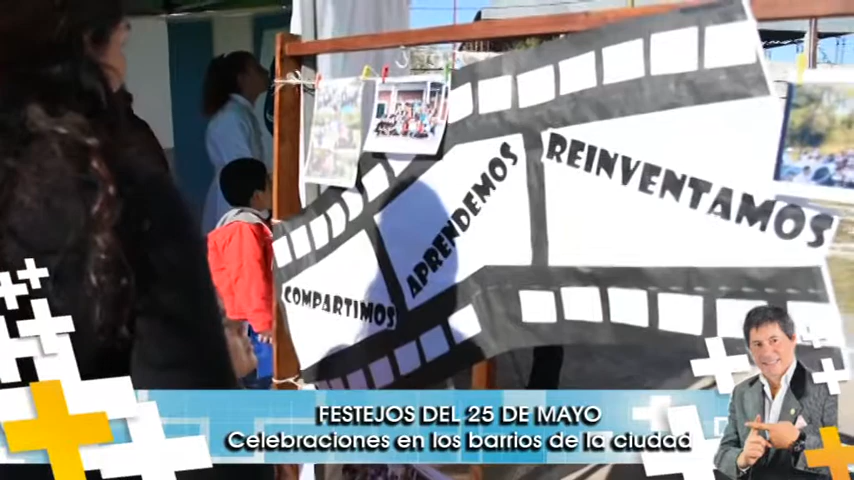 COMPARTIMOS
APRENDEMOS
REINVENTAMOS
FESTEJOS DEL 25 DE MAYO
Celebraciones en los barrios de la ciudad